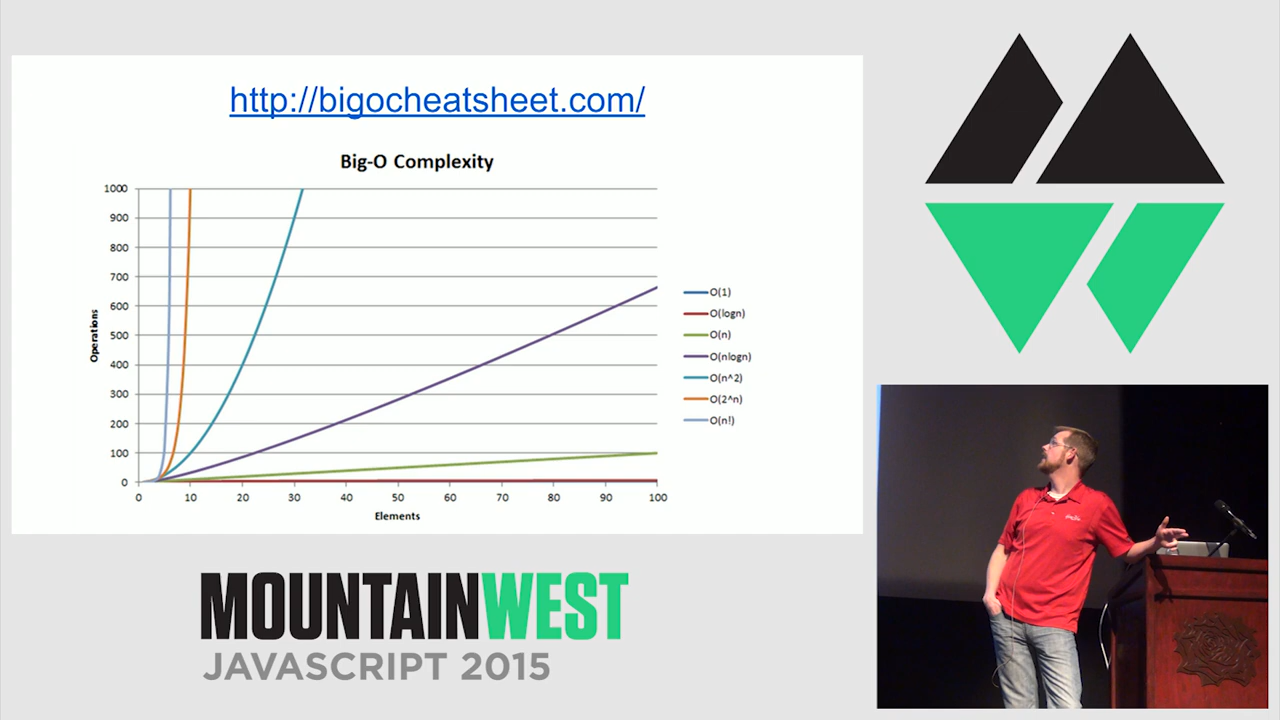 http://bigocheatsheet.com/
Big-O Complexity
1000
900
800
700
600
500
400
300
200
100
0
Operations
0 10 20 30 40 50 60 70 80 90 100
Elements
O(1)
O(logn)
O(n)
O(nlogn)
O(n^2)
O(2^n)
O(n!)
MOUNTAINWEST
JAVASCRIPT 2015